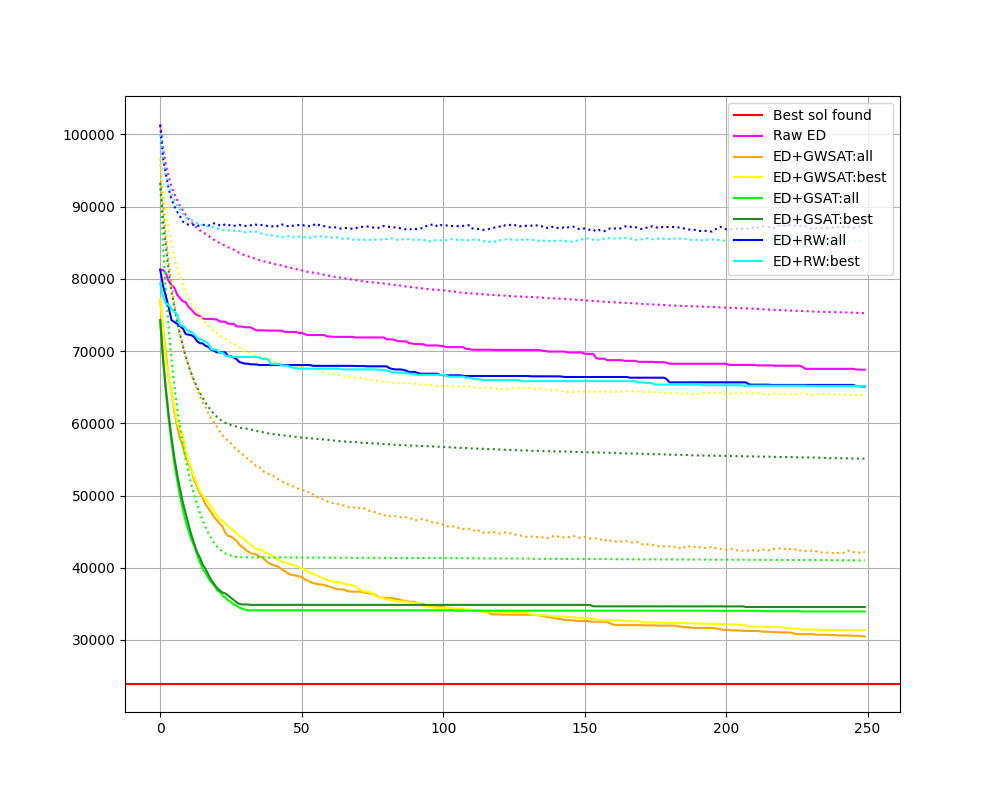 100000
90000
80000
70000
60000
50000
40000
30000
0
50
100
150
200
250
Best sol found
Raw ED
ED+GWSAT:all
ED+GWSAT:best
ED+GSAT:all
ED+GSAT:best
ED+RW:all
ED+RW:best